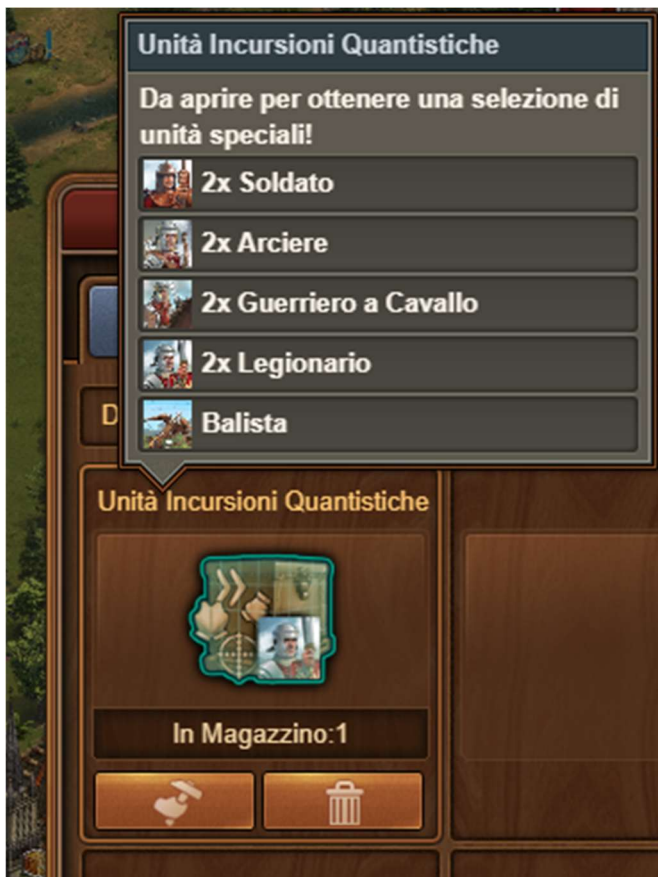 Unità Incursioni Quantistiche
Da aprire per ottenere una selezione di
unità speciali!
2x Soldato
2x Arciere
2x Guerriero a Cavallo
2x Legionario
Balista
D
Unità Incursioni Quantistiche
In Magazzino:1